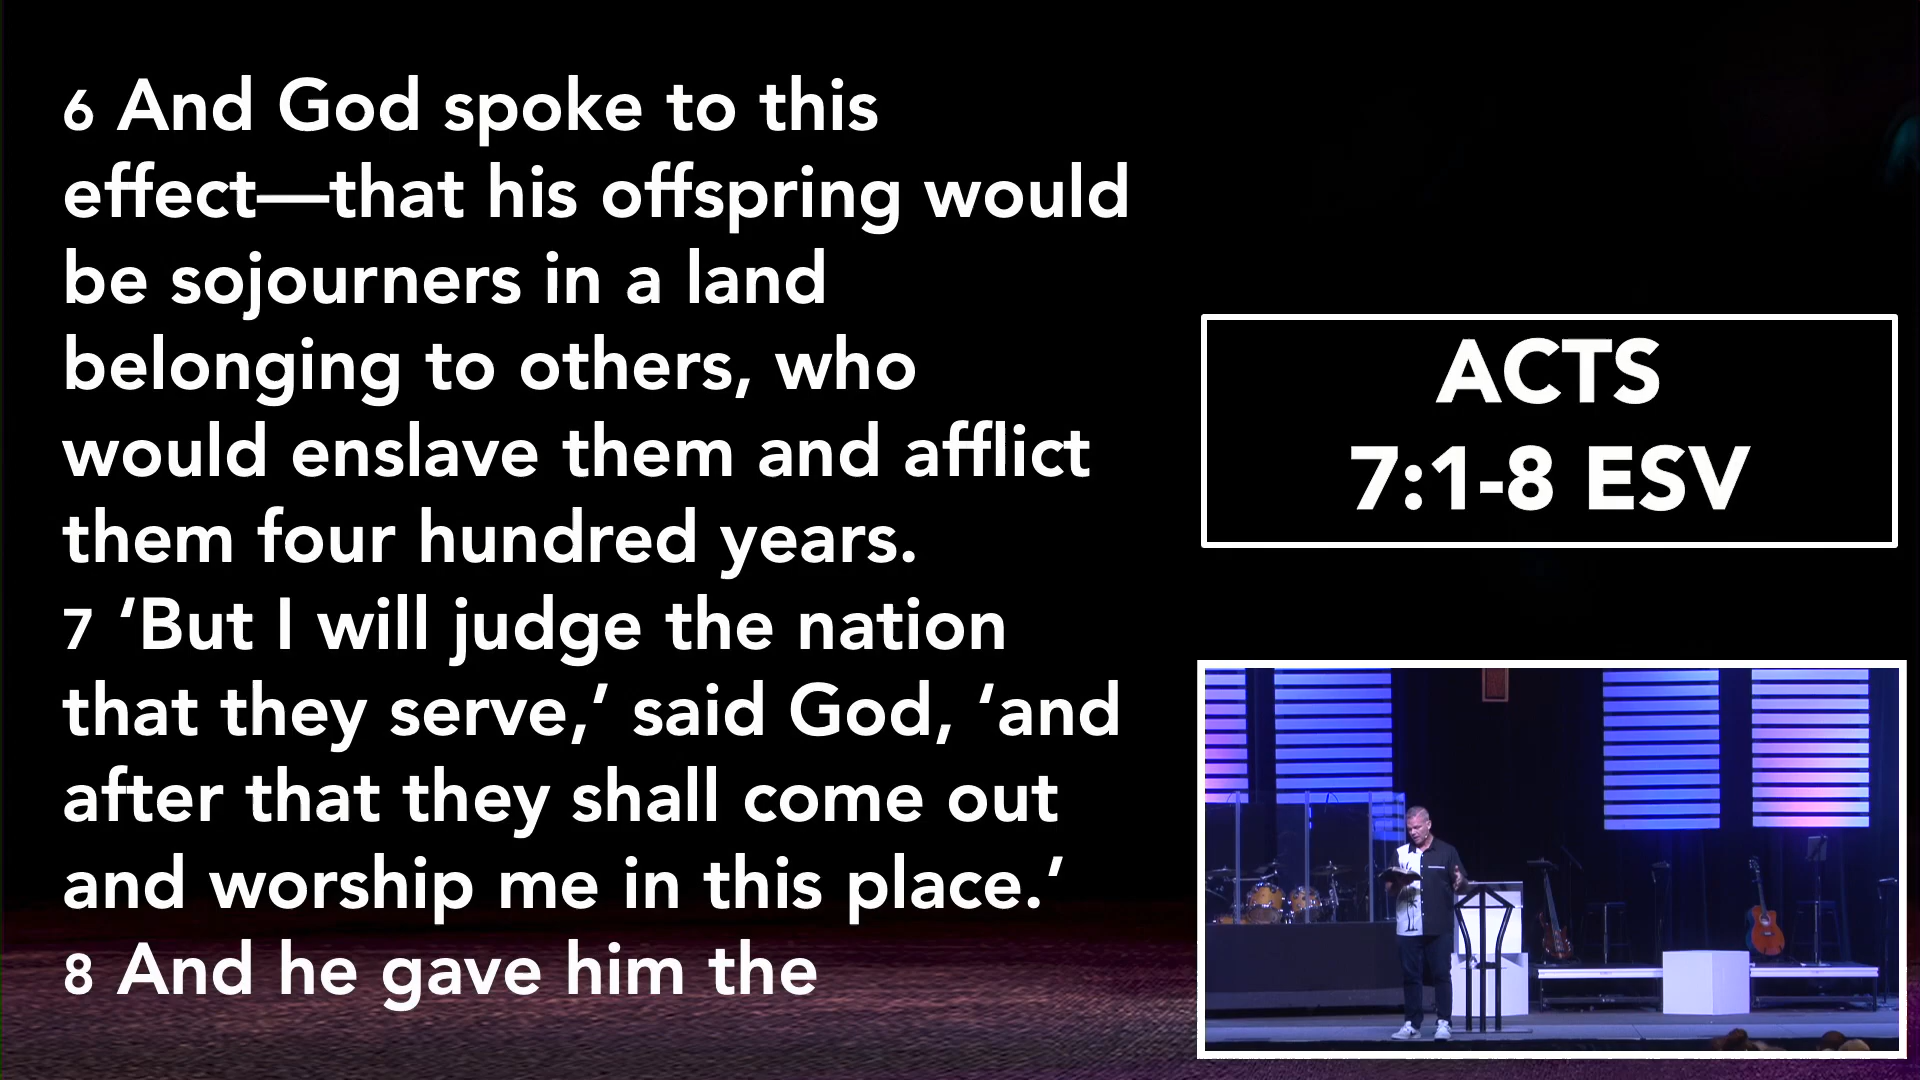 6 And God spoke to this
effect—that his offspring would
be sojourners in a land
belonging to others, who
would enslave them and afflict
them four hundred years.
7 ‘But I will judge the nation
that they serve,’ said God, ‘and
after that they shall come out
and worship me in this place.’
8 And he gave him the
ACTS
7:1-8 ESV